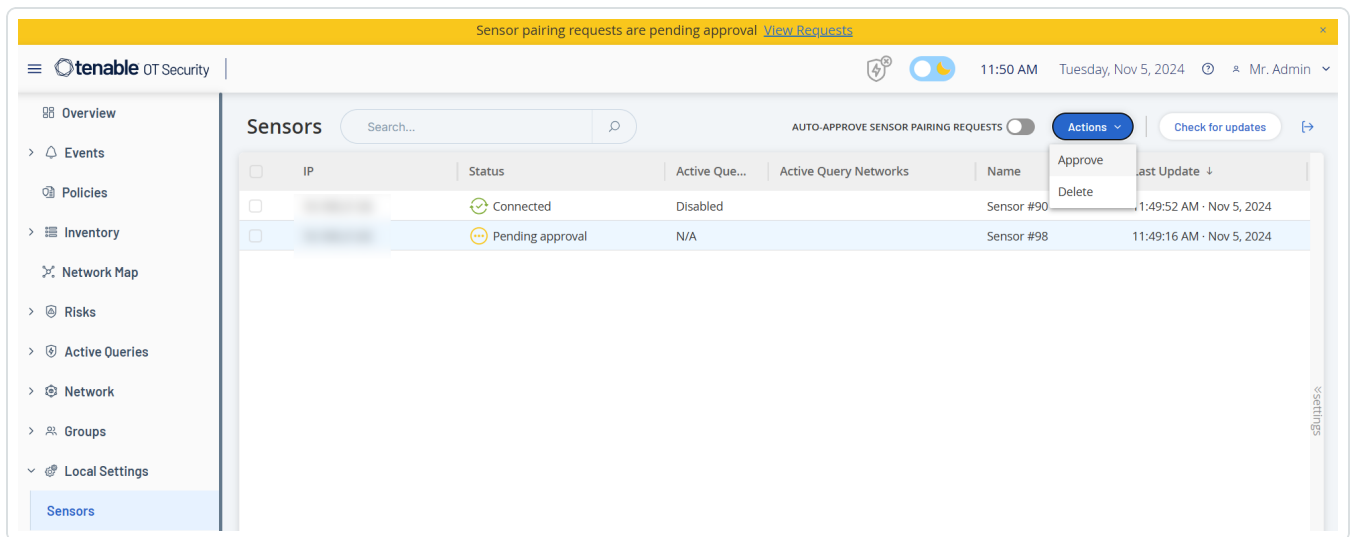 Sensor pairing requests are pending approval View Requests ×
tenable OT Security
11:50 AM Tuesday, Nov 5, 2024 Mr. Admin
Overview
Events
Policies
Inventory
Network Map
Risks
Active Queries
Network
Groups
Local Settings
Sensors
Sensors Search... AUTO-APPROVE SENSOR PAIRING REQUESTS Actions Check for updates
Approve
Delete
IP Status Active Que... Active Query Networks Name Last Update ↓
Connected Disabled Sensor #90 11:49:52 AM · Nov 5, 2024
Pending approval N/A Sensor #98 11:49:16 AM · Nov 5, 2024
settings